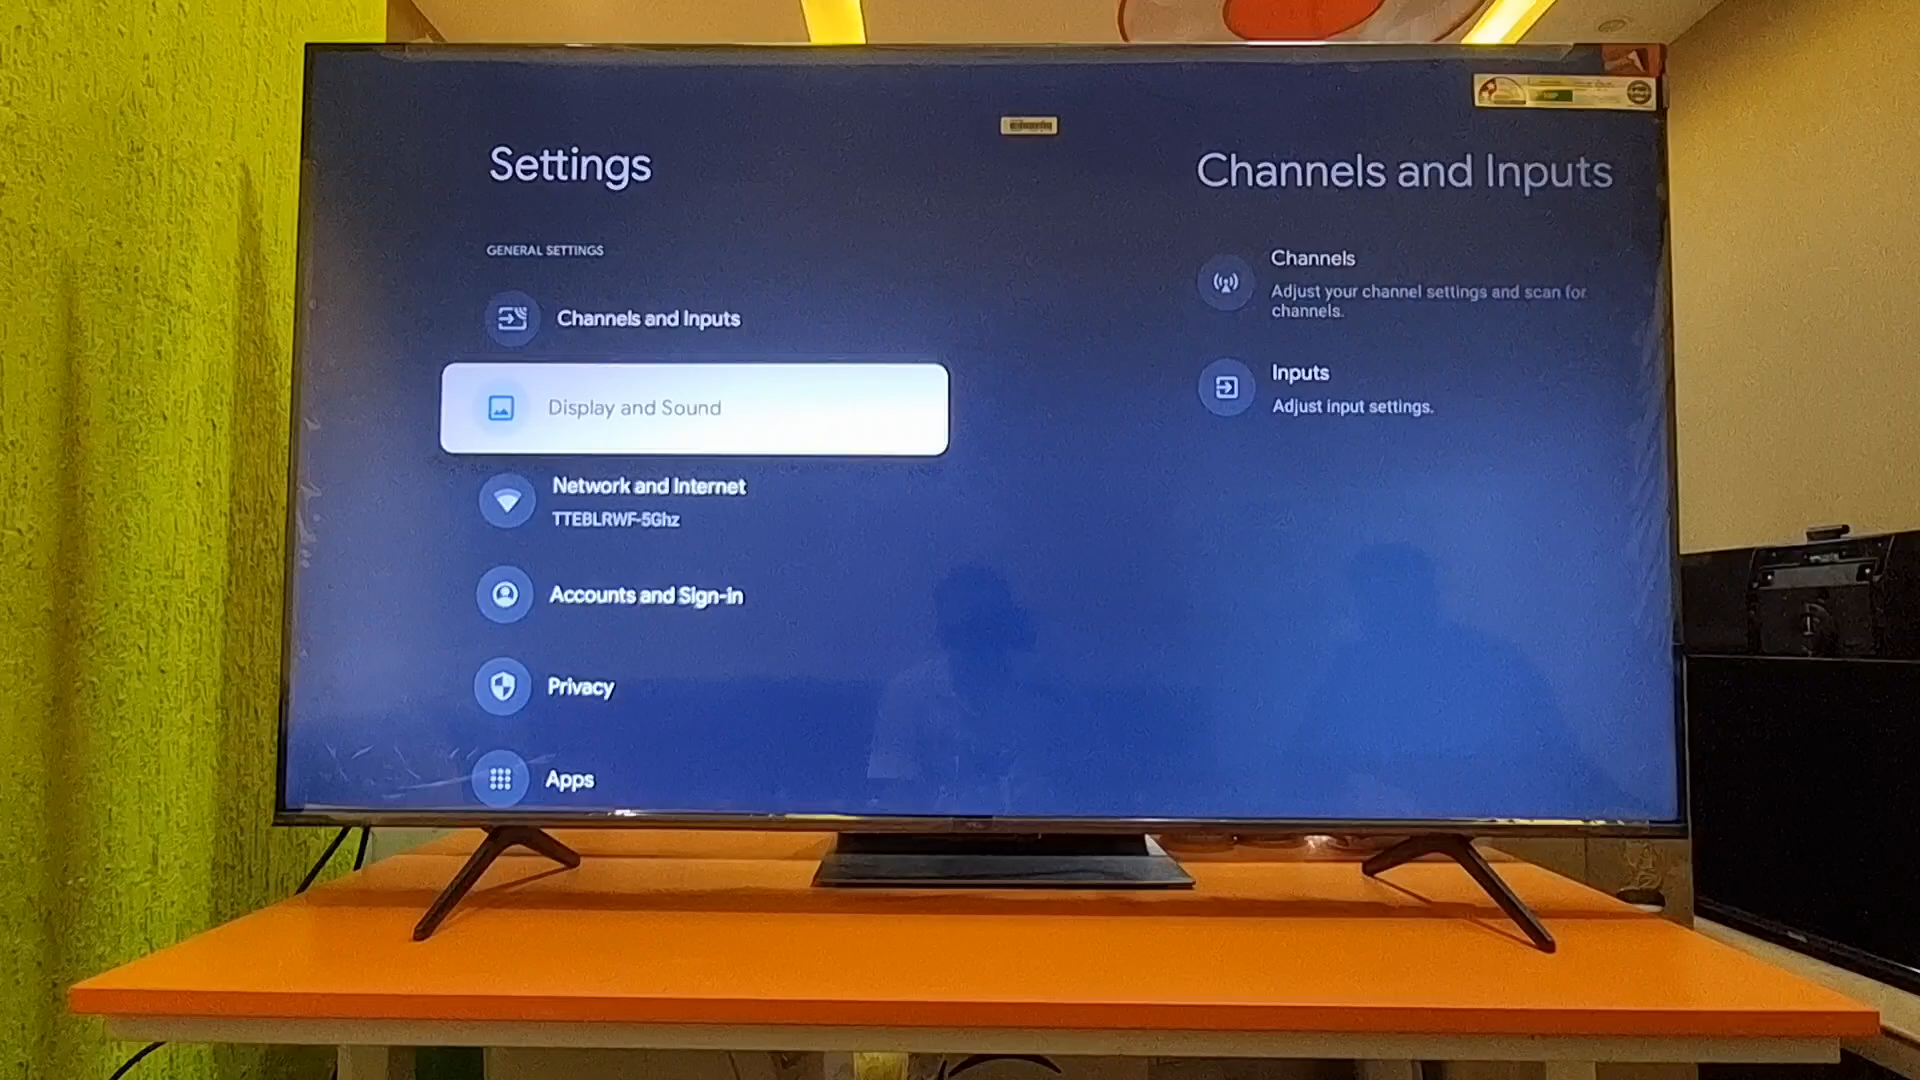 Settings
GENERAL SETTINGS
Channels and Inputs
Display and Sound
Network and Internet
TTEBLRWF-5Ghz
Accounts and Sign-in
Privacy
Apps
Channels and Inputs
Channels
Adjust your channel settings and scan for
channels.
Inputs
Adjust input settings.